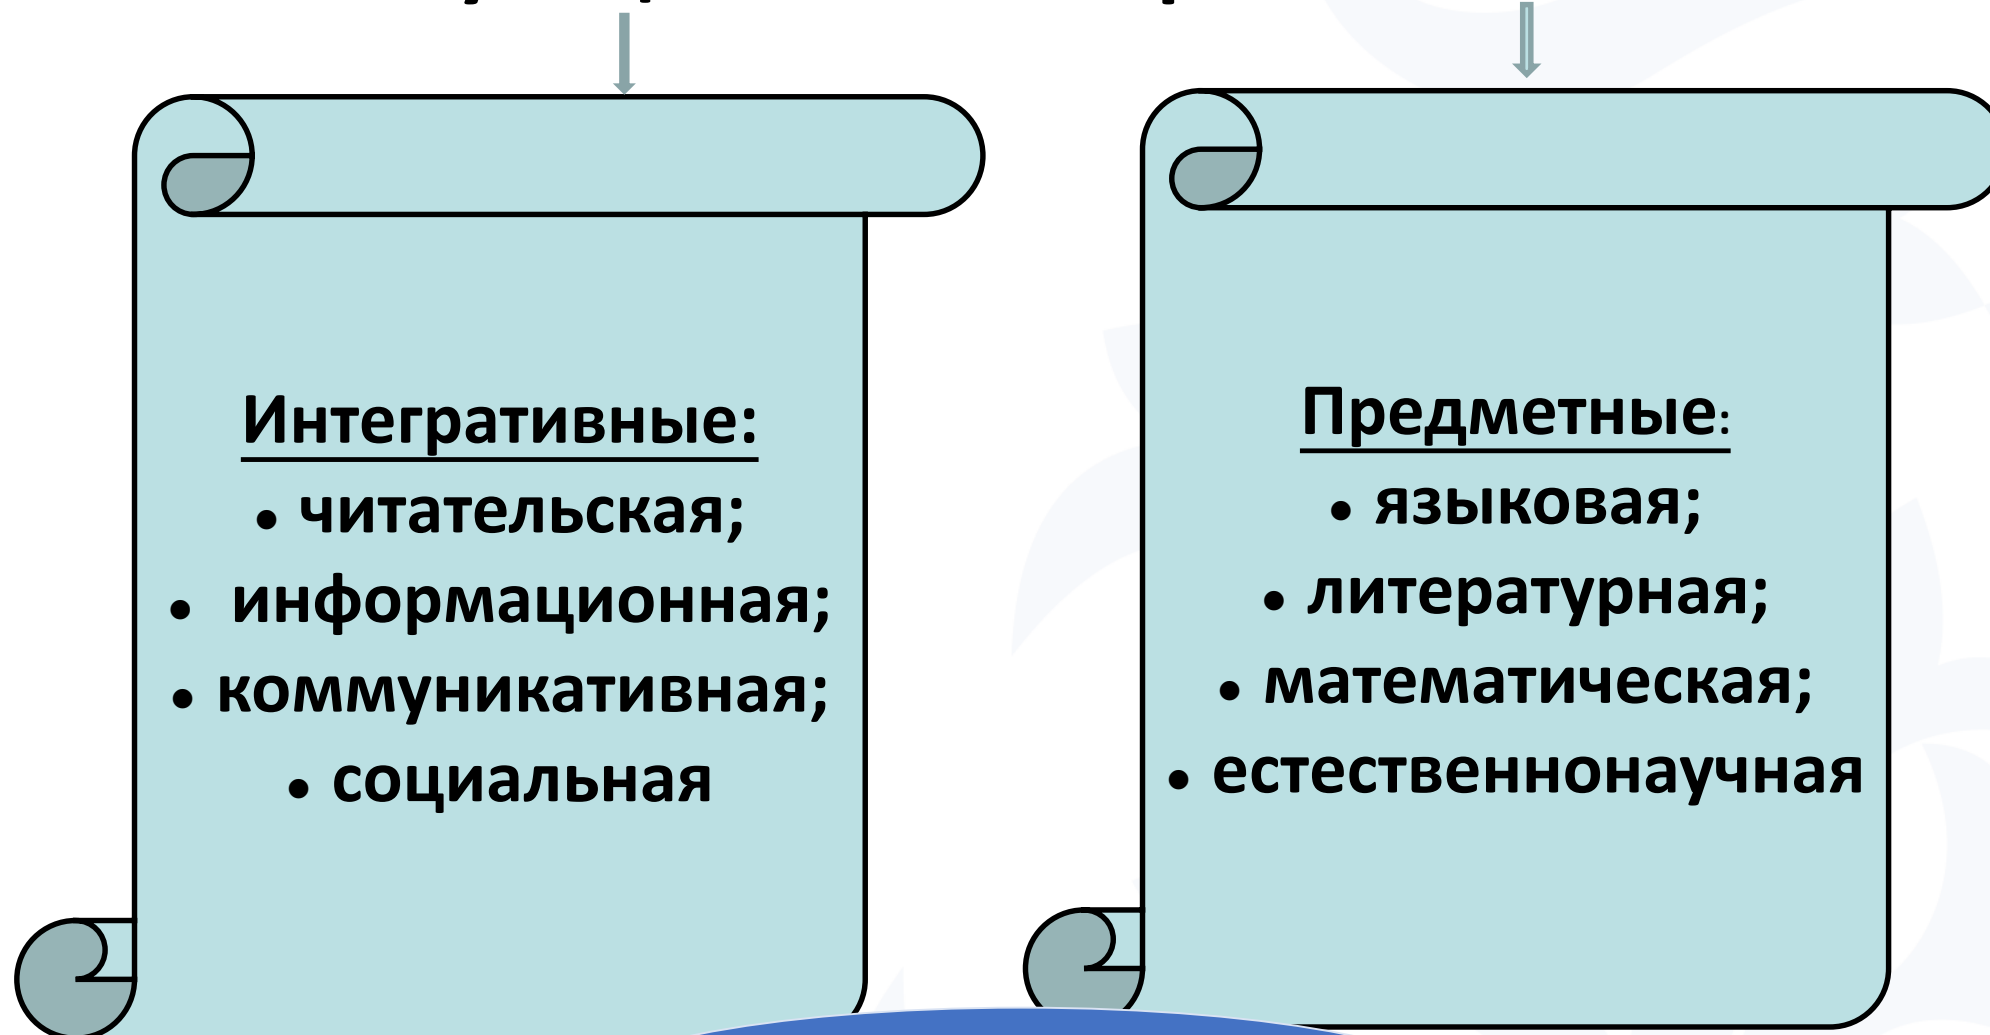 Интегративные:
● читательская;
● информационная;
● коммуникативная;
● социальная
Предметные:
● языковая;
● литературная;
● математическая;
● естественнонаучная